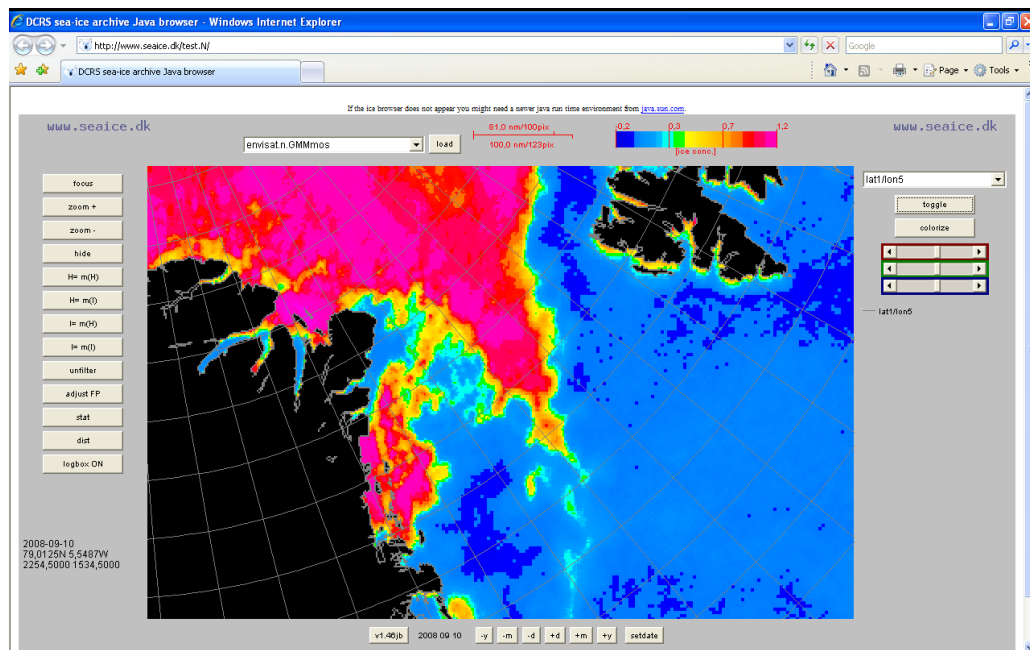 DCRS sea-ice archive Java browser - Windows Internet Explorer
http://www.seaice.dk/test.N/
Google
DCRS sea-ice archive Java browser
Page
Tools
If the ice browser does not appear you might need a newer java run time environment from java.sun.com.
www.seaice.dk
envisat.n.GMMmos
load
81,0 nm/100pix
100,0 nm/123pix
-0,2 0,3 0,7 1,2
[ice conc.]
www.seaice.dk
focus
zoom +
zoom -
hide
H= m(H)
H= m(I)
I= m(H)
I= m(I)
unfilter
adjust FP
stat
dist
logbox ON
lat1/lon5
toggle
colorize
lat1/lon5
2008-09-10
79,0125N 5,5487W
2254,5000 1534,5000
v1.46jb 2008 09 10 -y -m -d +d +m +y setdate